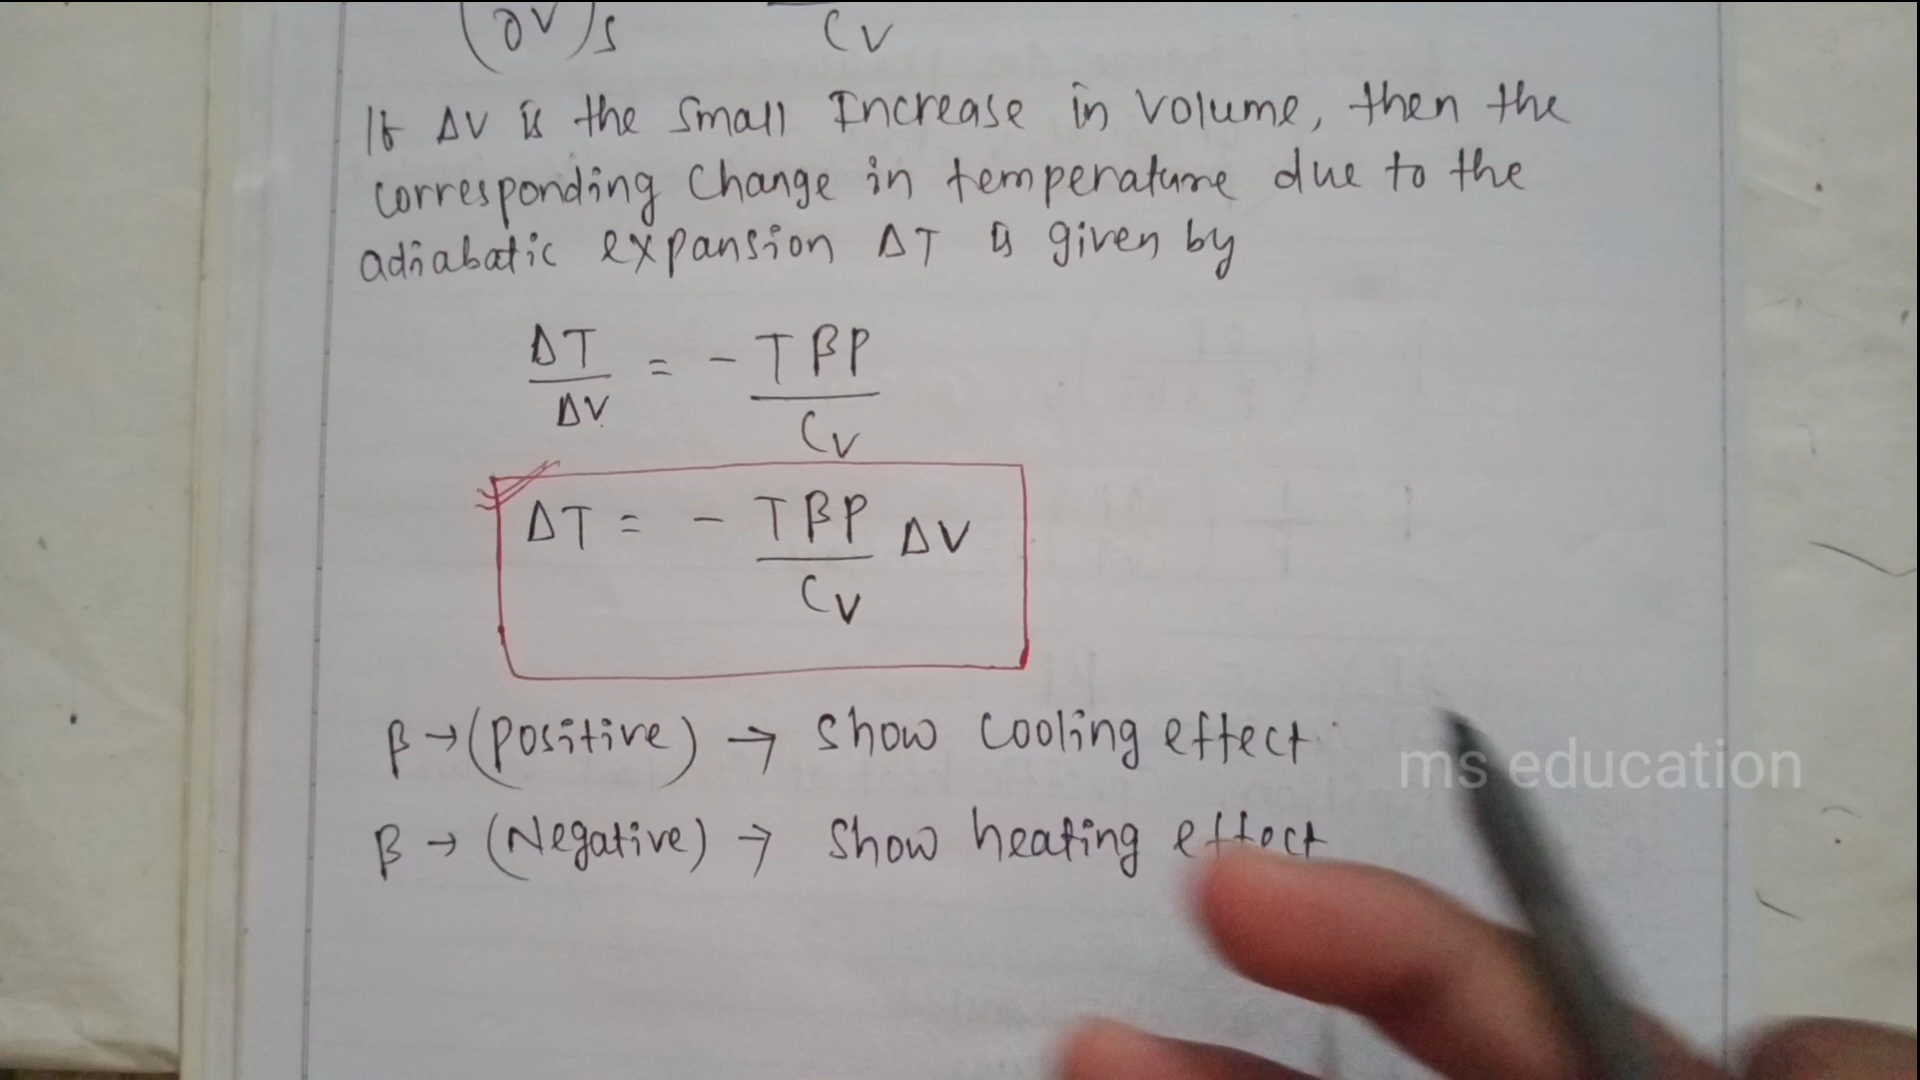 (∂V)s CV
If ΔV is the small Increase in volume, then the
corresponding change in temperature due to the
adiabatic expansion ΔT is given by
ΔT/ΔV = - TβP/CV
ΔT = - TβP/CV ΔV
β → (positive) → show cooling effect
ms education
β → (Negative) → show heating effect